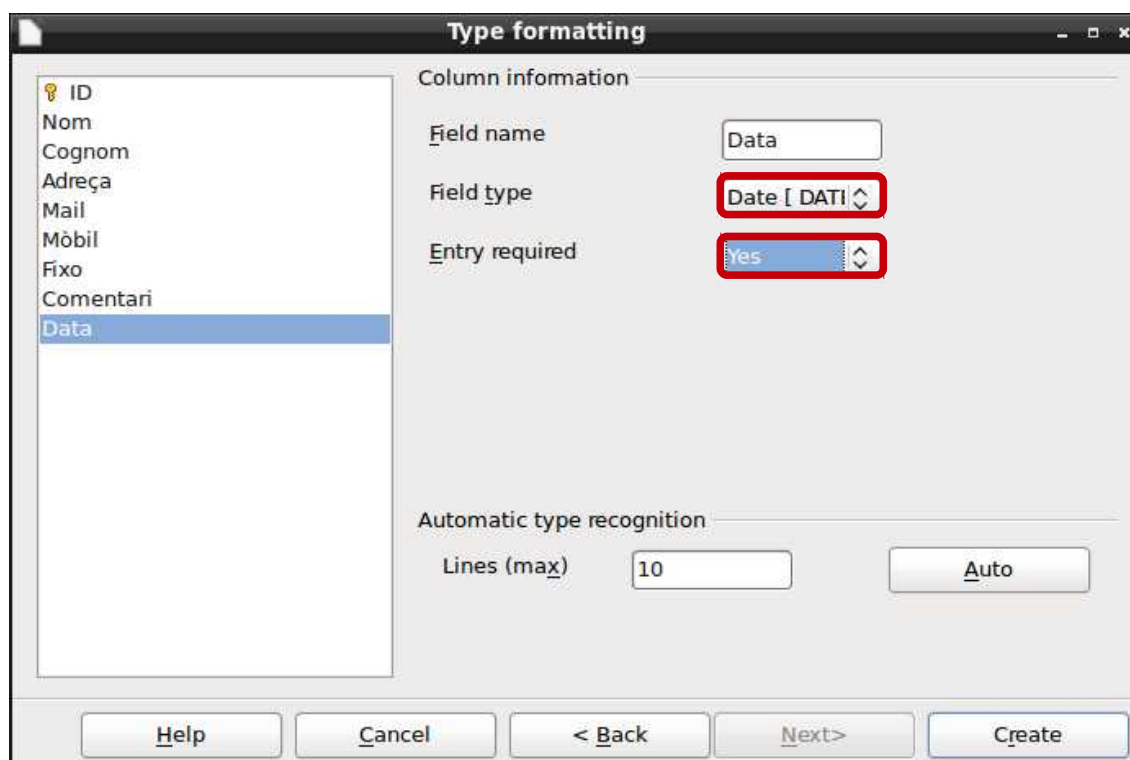 Type formatting
ID
Nom
Cognom
Adreça
Mail
Mòbil
Fixo
Comentari
Data
Column information
Field name
Data
Field type
Date [ DATE
Entry required
Yes
Automatic type recognition
Lines (max)
10
Auto
Help
Cancel
< Back
Next>
Create